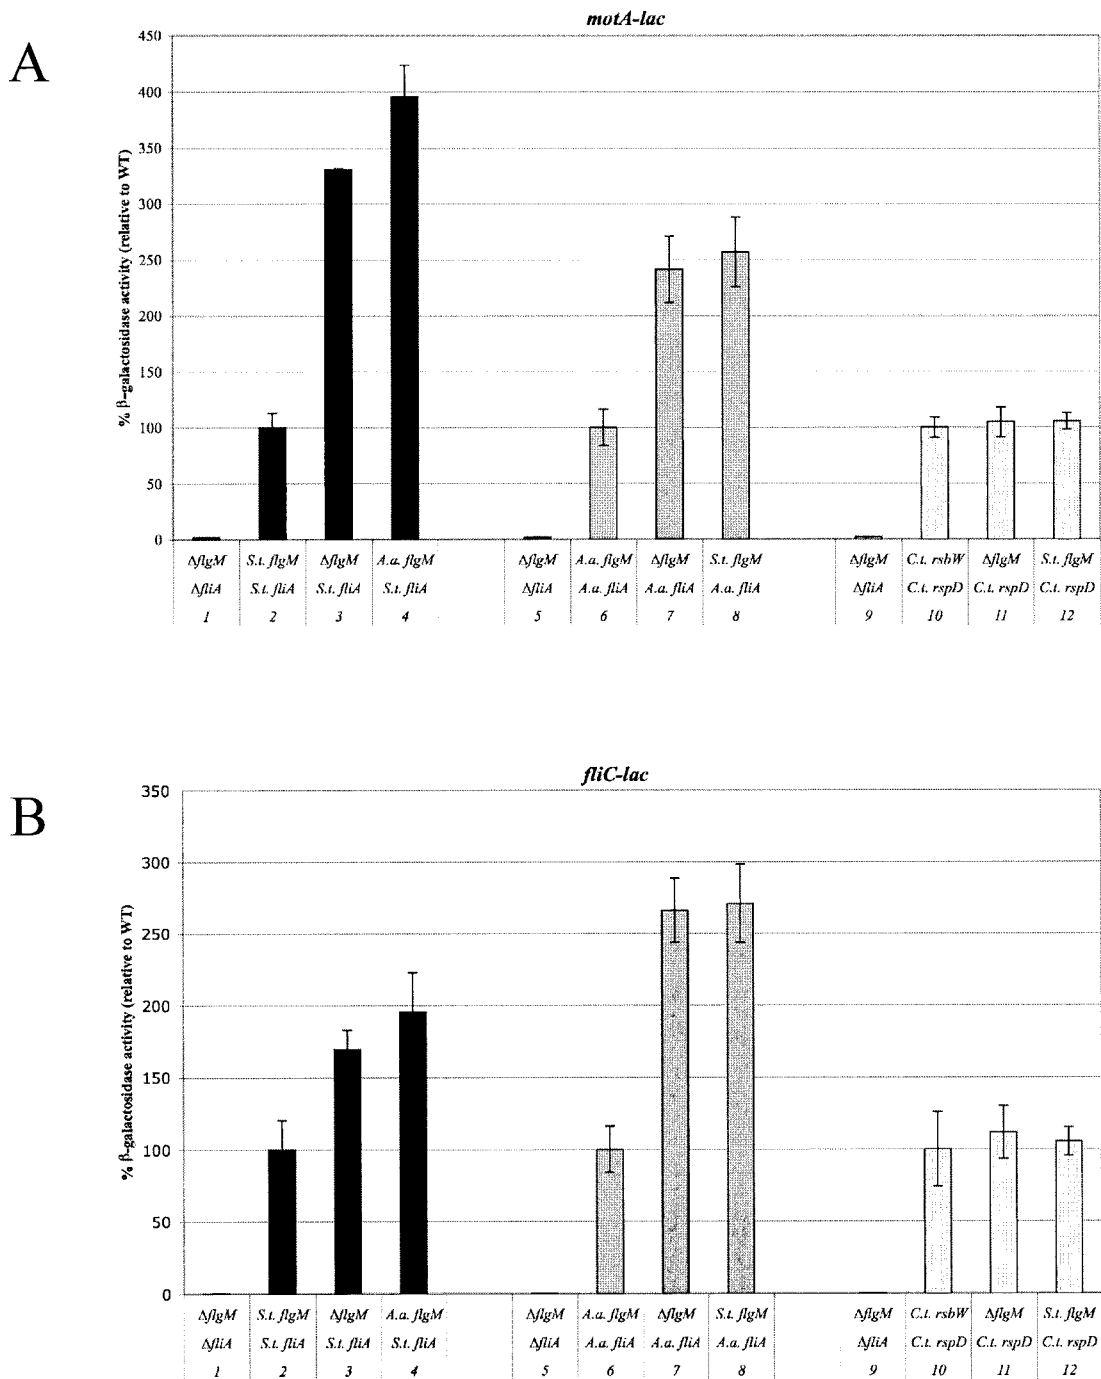 A
motA-lac
% β-galactosidase activity (relative to WT)
450
400
350
300
250
200
150
100
50
0
ΔflgM S.t. flgM ΔflgM A.a. flgM ΔflgM A.a. flgM ΔflgM S.t. flgM ΔflgM C.t. rsbW ΔflgM S.t. flgM
ΔfliA S.t. fliA S.t. fliA S.t. fliA ΔfliA A.a. fliA A.a. fliA A.a. fliA ΔfliA C.t. rspD C.t. rspD C.t. rspD
1 2 3 4 5 6 7 8 9 10 11 12
B
fliC-lac
% β-galactosidase activity (relative to WT)
350
300
250
200
150
100
50
0
ΔflgM S.t. flgM ΔflgM A.a. flgM ΔflgM A.a. flgM ΔflgM S.t. flgM ΔflgM C.t. rsbW ΔflgM S.t. flgM
ΔfliA S.t. fliA S.t. fliA S.t. fliA ΔfliA A.a. fliA A.a. fliA A.a. fliA ΔfliA C.t. rspD C.t. rspD C.t. rspD
1 2 3 4 5 6 7 8 9 10 11 12